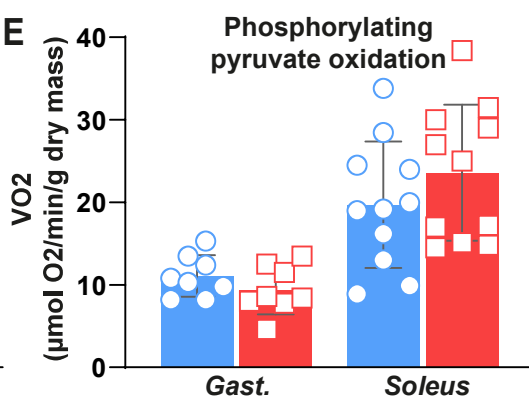 E
Phosphorylating
pyruvate oxidation
VO2
(µmol O2/min/g dry mass)
40
30
20
10
0
Gast.
Soleus